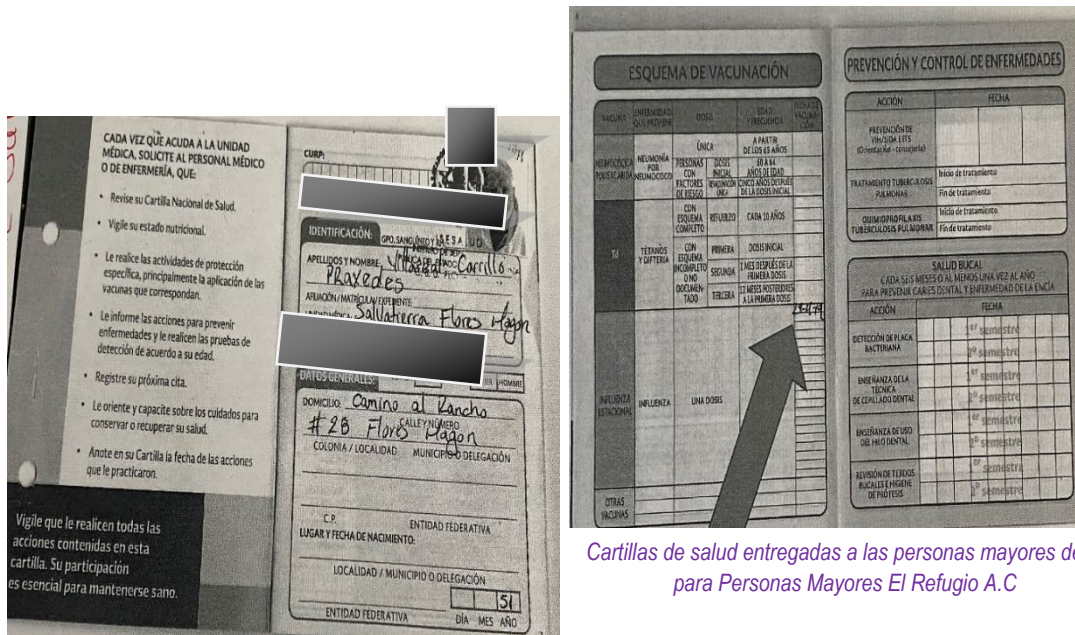 CADA VEZ QUE ACUDA A LA UNIDAD
MÉDICA, SOLICITE AL PERSONAL MÉDICO
O DE ENFERMERÍA, QUE:
• Revise su Cartilla Nacional de Salud.
• Vigile su estado nutricional.
• Le realice las actividades de protección
específica, principalmente la aplicación de las
vacunas que correspondan.
• Le informe las acciones para prevenir
enfermedades y le realicen las pruebas de
detección de acuerdo a su edad.
• Registre su próxima cita.
• Le oriente y capacite sobre los cuidados para
conservar o recuperar su salud.
• Anote en su Cartilla la fecha de las acciones
que le practicaron.
Vigile que le realicen todas las
acciones contenidas en esta
cartilla. Su participación
es esencial para mantenerse sano.
CURP:
IDENTIFICACIÓN: GPO. SANGUÍNEO Y
APELLIDOS Y NOMBRE: Carrillo
Praxedes
AFILIACIÓN / MATRÍCULA / EXPEDIENTE:
Salvatierra Flores Magon
DATOS GENERALES:
HOMBRE
DOMICILIO: Camino al Rancho
CALLE Y NÚMERO
# 28 Flores Magon
COLONIA / LOCALIDAD MUNICIPIO O DELEGACIÓN
C.P. ENTIDAD FEDERATIVA
LUGAR Y FECHA DE NACIMIENTO:
LOCALIDAD / MUNICIPIO O DELEGACIÓN
51
ENTIDAD FEDERATIVA DÍA MES AÑO
ESQUEMA DE VACUNACIÓN
VACUNA ENFERMEDAD QUE PREVIENE DOSIS EDAD Y FRECUENCIA FECHA DE VACUNACIÓN
NEUMOCÓCICA POLISACÁRIDA NEUMONÍA POR NEUMOCOCO ÚNICA A PARTIR DE LOS 65 AÑOS
PERSONAS CON FACTORES DE RIESGO DOSIS INICIAL 60 A 64 AÑOS DE EDAD
REVACUNACIÓN ÚNICA CINCO AÑOS DESPUÉS DE LA DOSIS INICIAL
Td TÉTANOS Y DIFTERIA CON ESQUEMA COMPLETO REFUERZO CADA 10 AÑOS
CON ESQUEMA INCOMPLETO O NO DOCUMENTADO PRIMERA DOSIS INICIAL
SEGUNDA 1 MES DESPUÉS DE LA PRIMERA DOSIS
TERCERA 12 MESES POSTERIORES A LA PRIMERA DOSIS
INFLUENZA ESTACIONAL INFLUENZA UNA DOSIS
OTRAS VACUNAS
PREVENCIÓN Y CONTROL DE ENFERMEDADES
ACCIÓN FECHA
PREVENCIÓN DE
VIH/SIDA E ITS
(Orientación - consejería)
TRATAMIENTO TUBERCULOSIS PULMONAR Inicio de tratamiento
Fin de tratamiento
QUIMIOPROFILAXIS TUBERCULOSIS PULMONAR Inicio de tratamiento
Fin de tratamiento
SALUD BUCAL
CADA SEIS MESES O AL MENOS UNA VEZ AL AÑO
PARA PREVENIR CARIES DENTAL Y ENFERMEDAD DE LA ENCÍA
ACCIÓN FECHA
DETECCIÓN DE PLACA BACTERIANA 1er semestre
2º semestre
ENSEÑANZA DE LA TÉCNICA DE CEPILLADO DENTAL 1er semestre
2º semestre
ENSEÑANZA DE USO DEL HILO DENTAL 1er semestre
2º semestre
REVISIÓN DE TEJIDOS BUCALES E HIGIENE DE PRÓTESIS 1er semestre
2º semestre
Cartillas de salud entregadas a las personas mayores de
para Personas Mayores El Refugio A.C